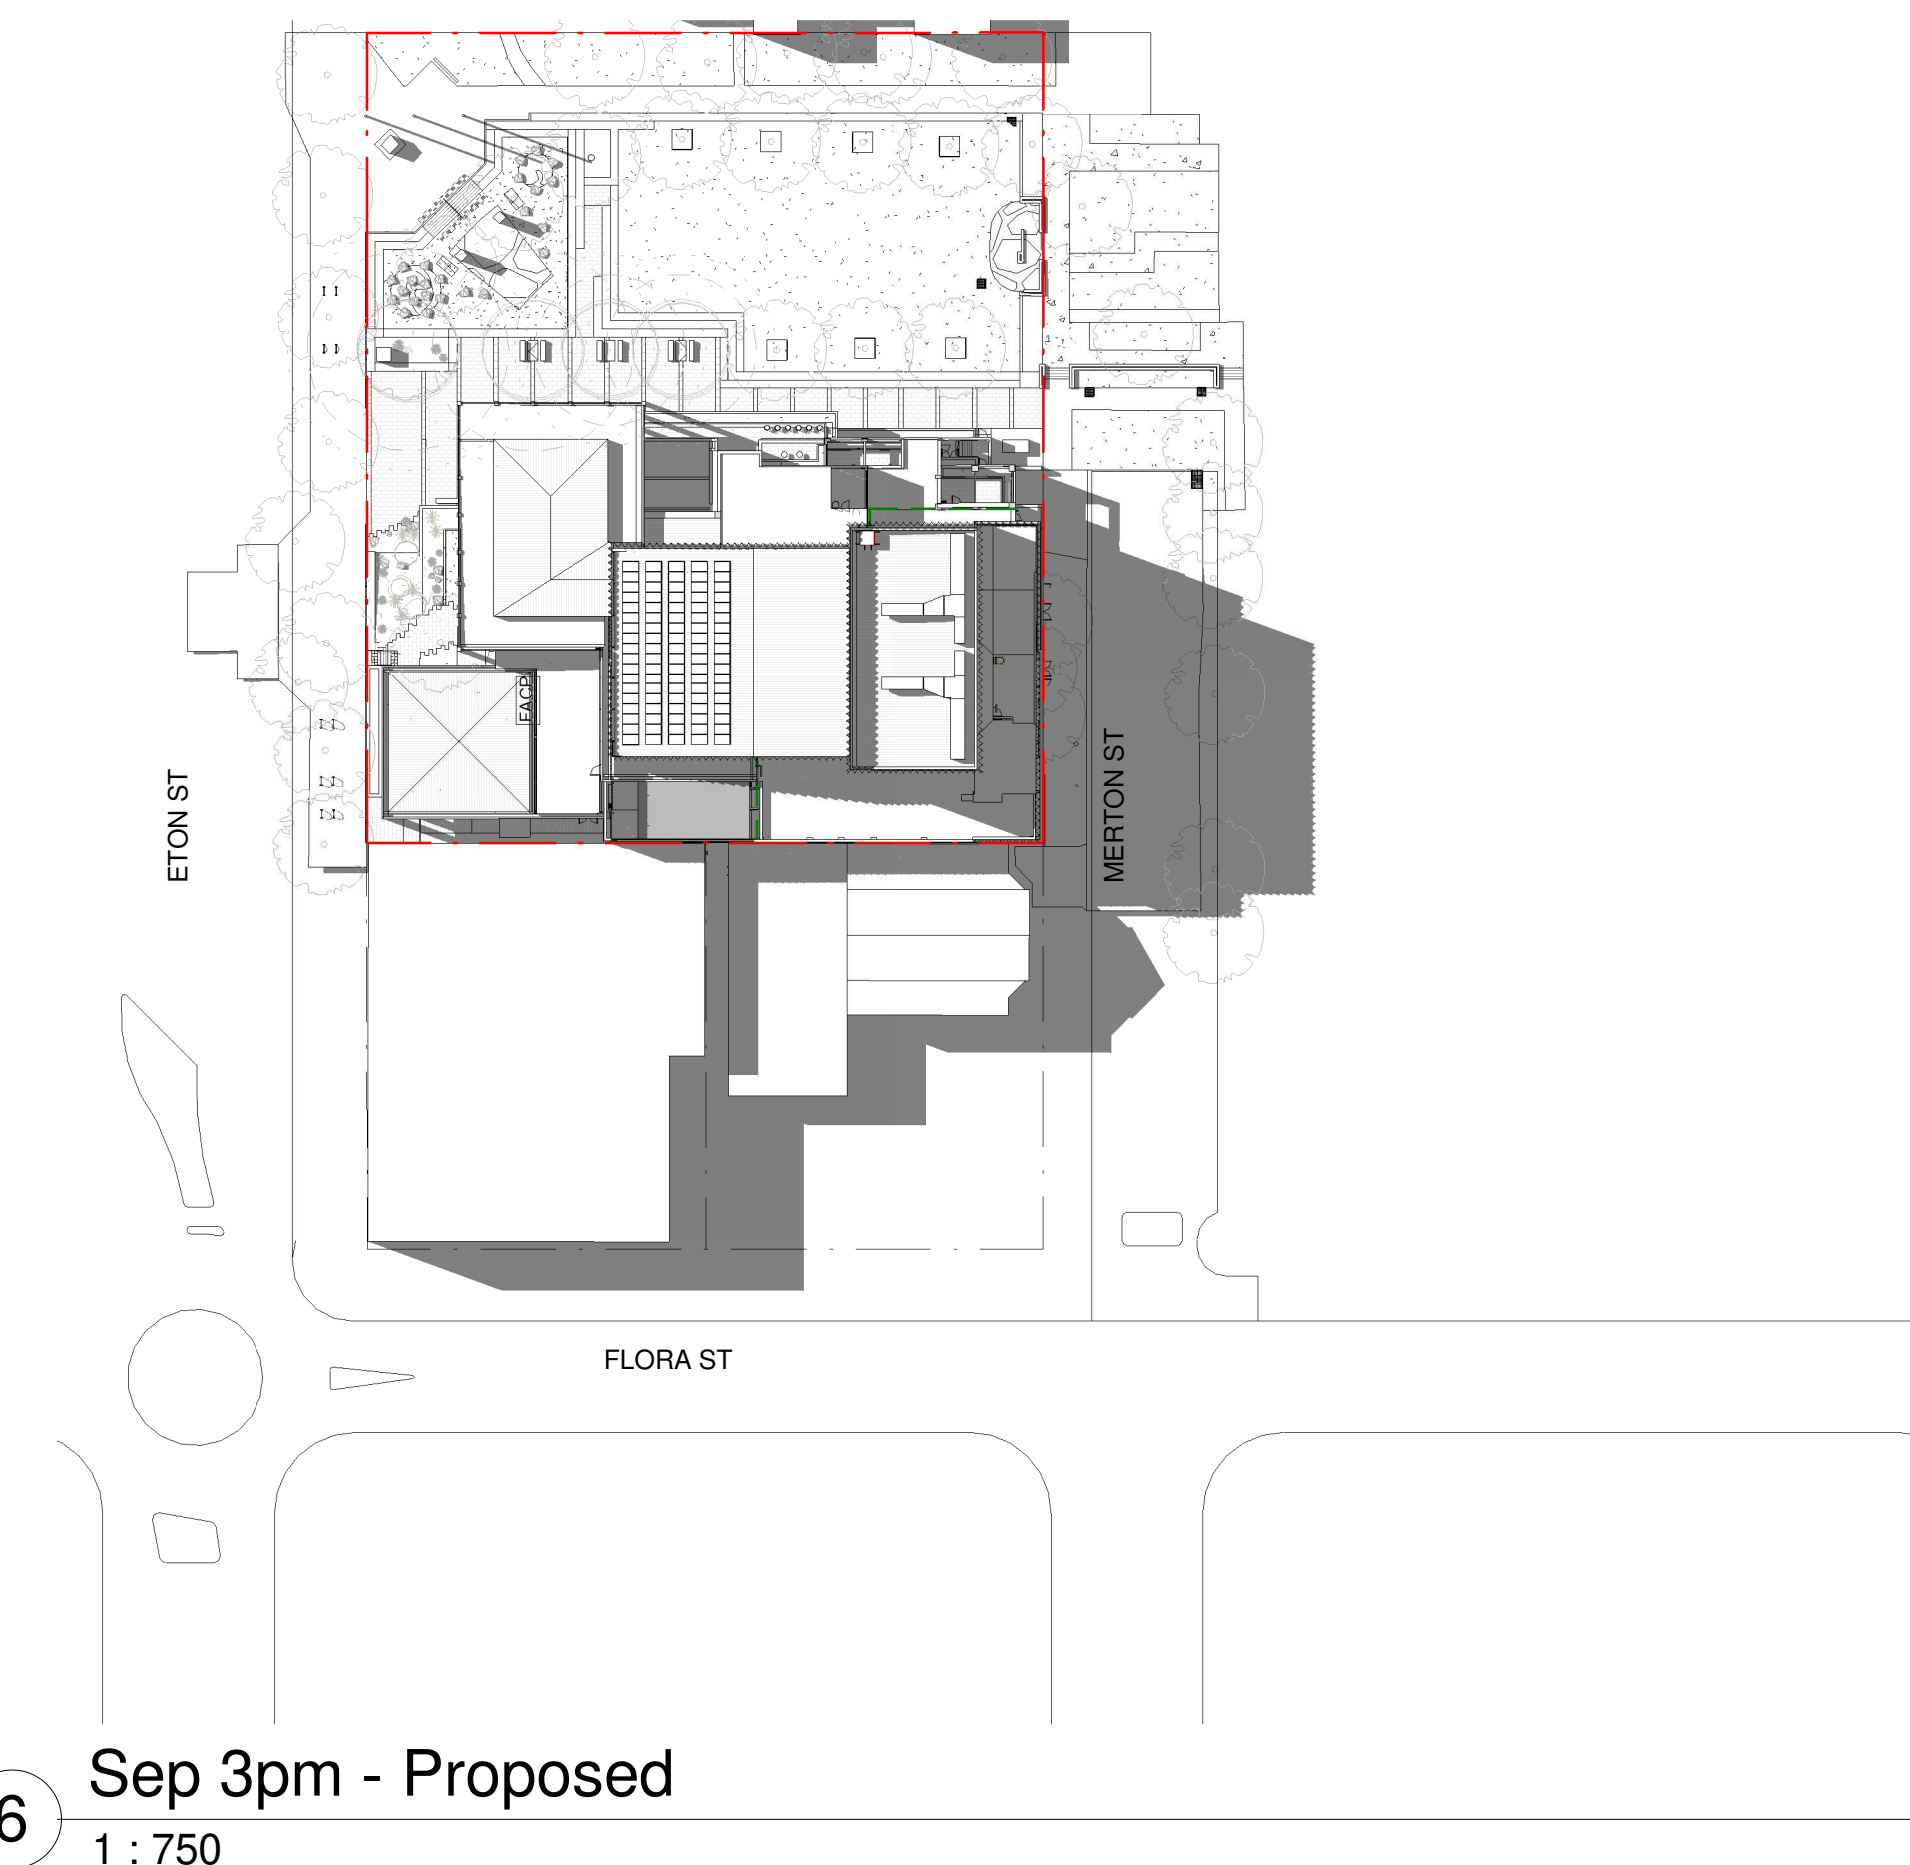 FACP
ETON ST
MERTON ST
FLORA ST
6
Sep 3pm - Proposed
1 : 750